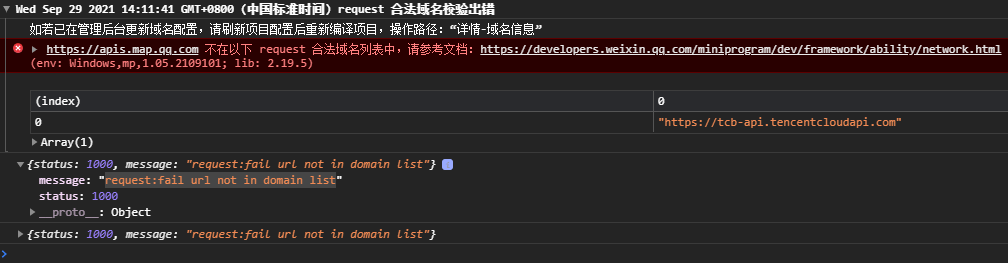 Wed Sep 29 2021 14:11:41 GMT+0800 (中国标准时间) request 合法域名校验出错
如若已在管理后台更新域名配置，请刷新项目配置后重新编译项目，操作路径：“详情-域名信息”
https://apis.map.qq.com 不在以下 request 合法域名列表中，请参考文档：https://developers.weixin.qq.com/miniprogram/dev/framework/ability/network.html
(env: Windows,mp,1.05.2109101; lib: 2.19.5)
(index) 0
0 "https://tcb-api.tencentcloudapi.com"
Array(1)
{status: 1000, message: "request:fail url not in domain list"}
message: "request:fail url not in domain list"
status: 1000
__proto__: Object
{status: 1000, message: "request:fail url not in domain list"}